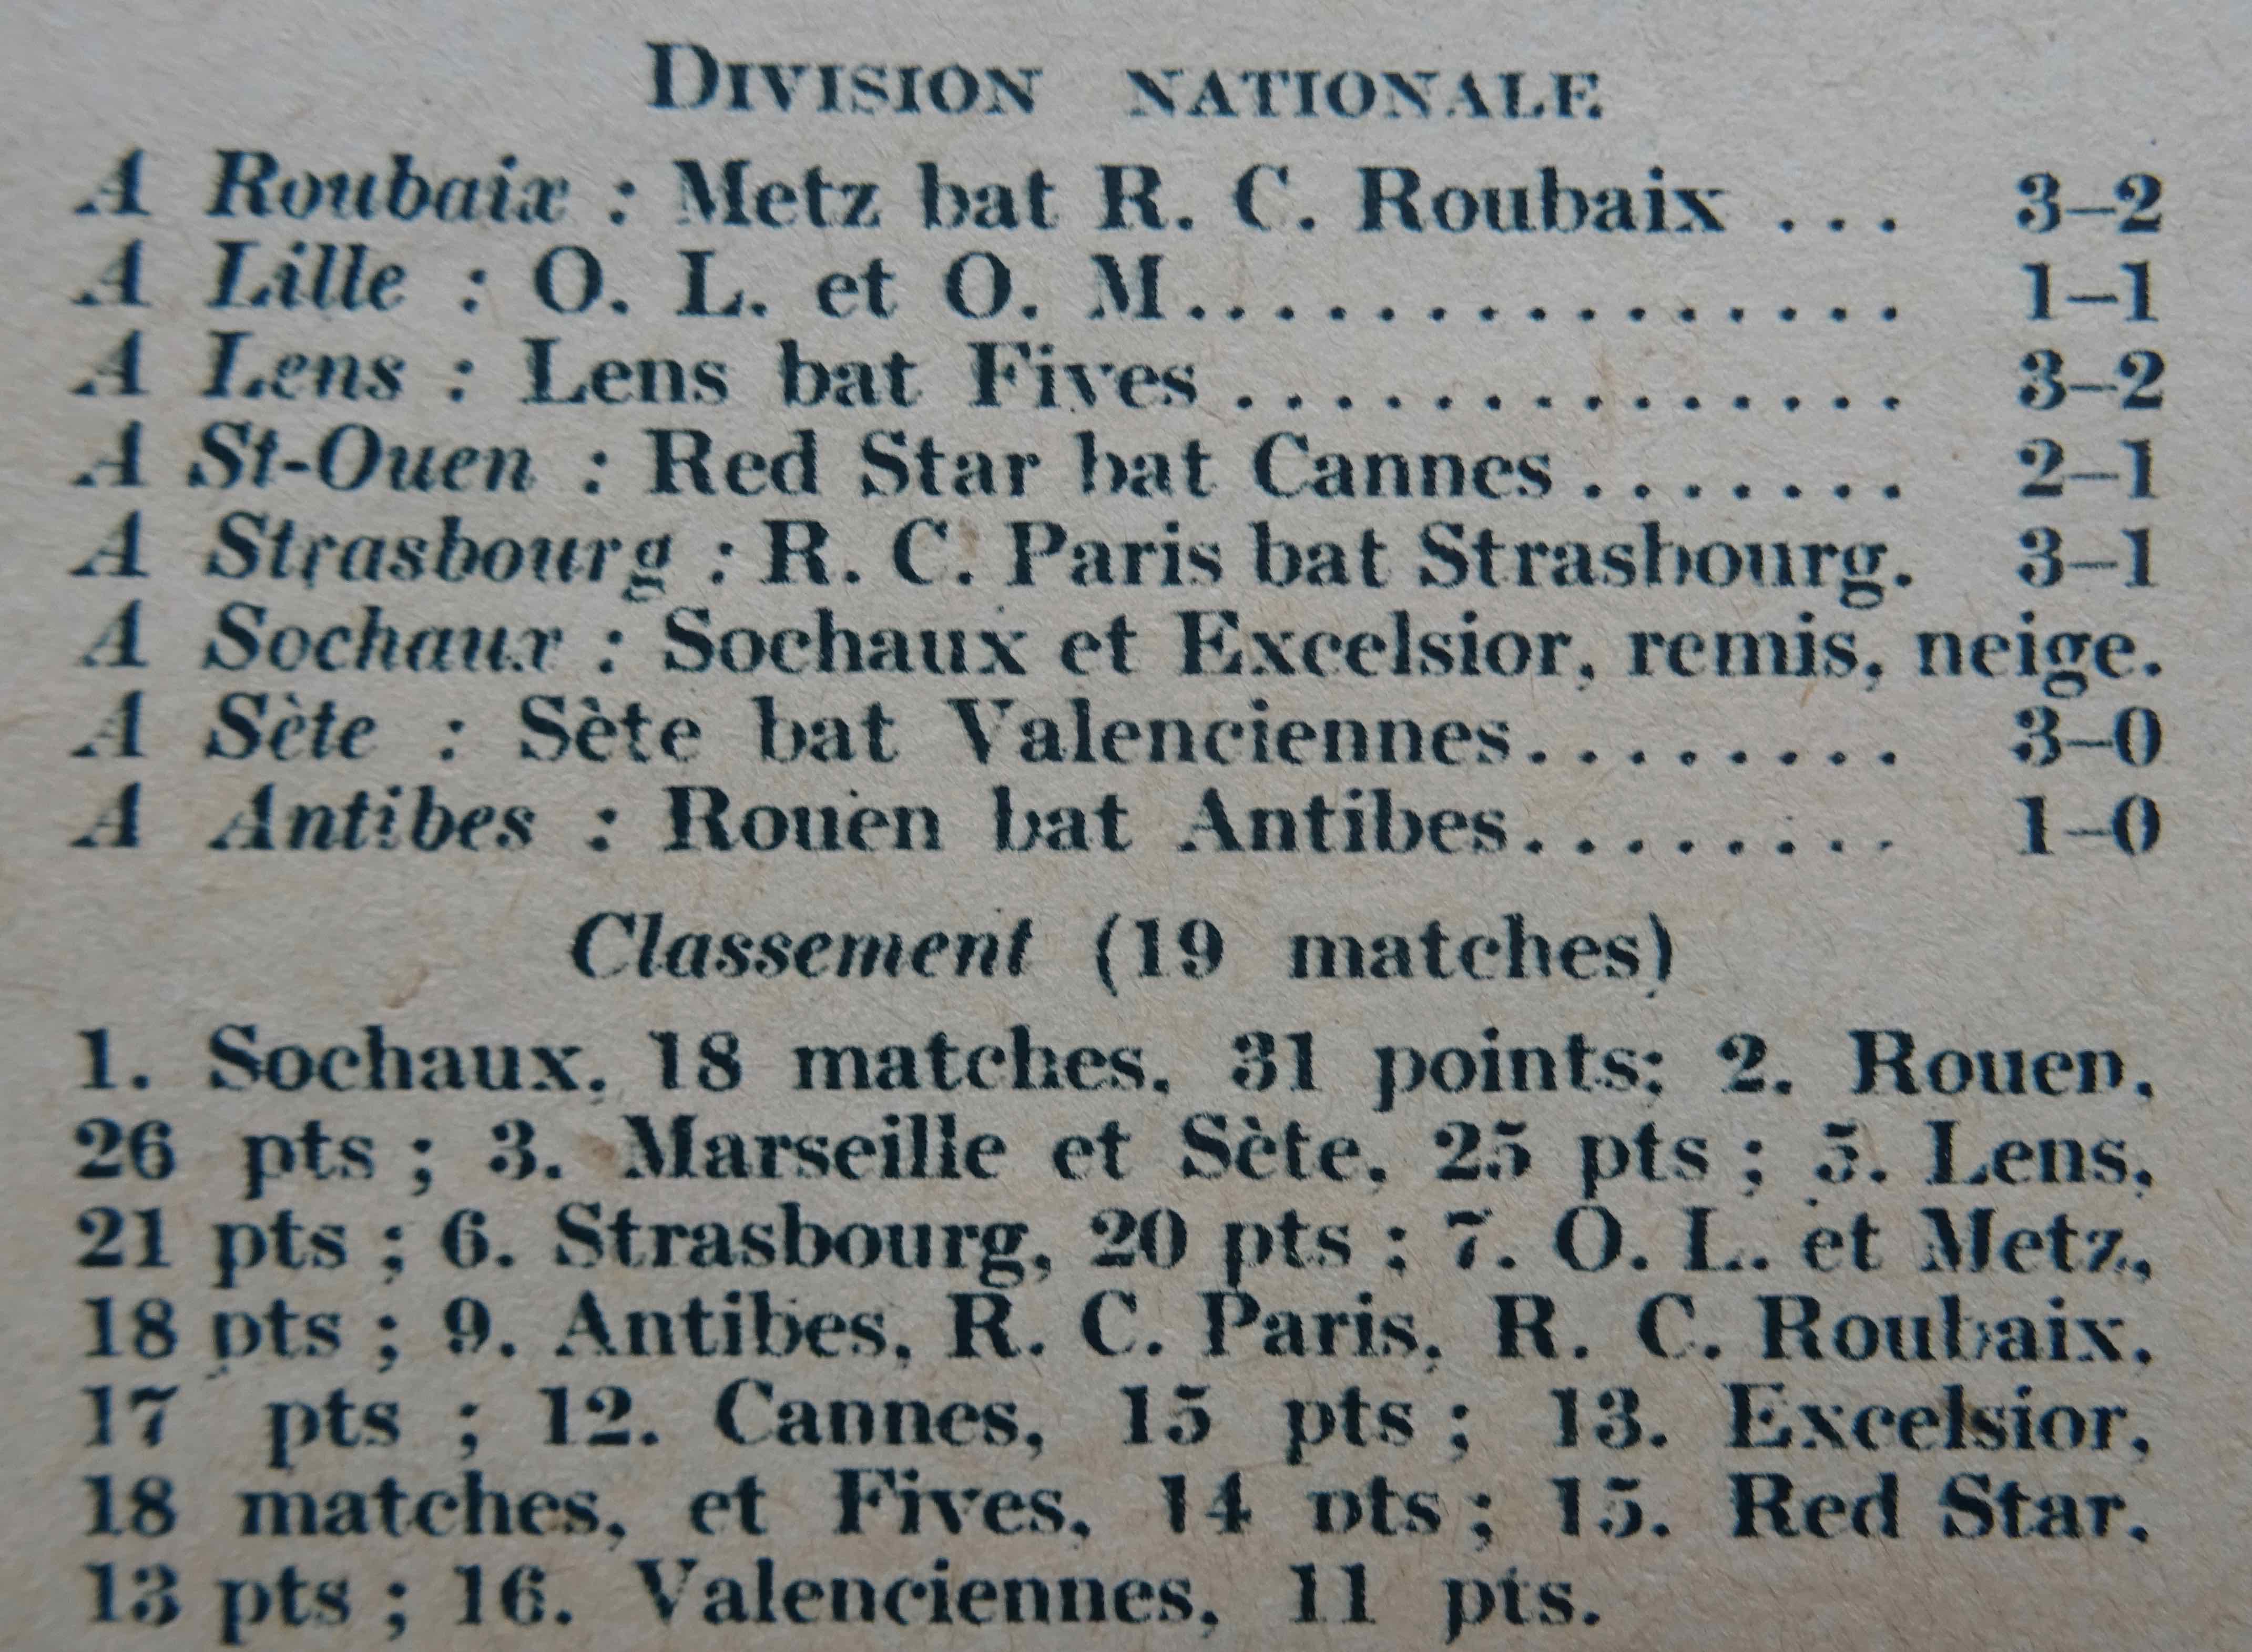 DIVISION NATIONALE
A Roubaix : Metz bat R. C. Roubaix ... 3–2
A Lille : O. L. et O. M................ 1–1
A Lens : Lens bat Fives ............... 3–2
A St-Ouen : Red Star bat Cannes ....... 2–1
A Strasbourg : R. C. Paris bat Strasbourg. 3–1
A Sochaux : Sochaux et Excelsior, remis, neige.
A Sète : Sète bat Valenciennes........ 3–0
A Antibes : Rouen bat Antibes........ 1–0
Classement (19 matches)
1. Sochaux, 18 matches, 31 points; 2. Rouen,
26 pts ; 3. Marseille et Sète, 25 pts ; 5. Lens,
21 pts ; 6. Strasbourg, 20 pts ; 7. O. L. et Metz,
18 pts ; 9. Antibes, R. C. Paris, R. C. Roubaix,
17 pts ; 12. Cannes, 15 pts ; 13. Excelsior,
18 matches, et Fives, 14 pts ; 15. Red Star,
13 pts ; 16. Valenciennes, 11 pts.